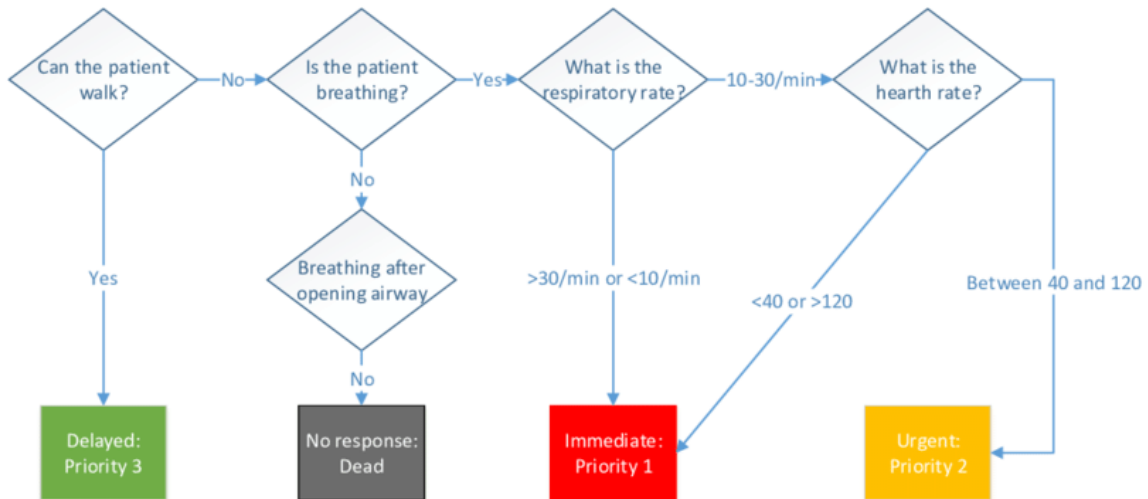 Can the patient
walk?
No
Is the patient
breathing?
Yes
What is the
respiratory rate?
10-30/min
What is the
hearth rate?
No
Breathing after
opening airway
Yes
>30/min or <10/min
<40 or >120
Between 40 and 120
No
Delayed:
Priority 3
No response:
Dead
Immediate:
Priority 1
Urgent:
Priority 2